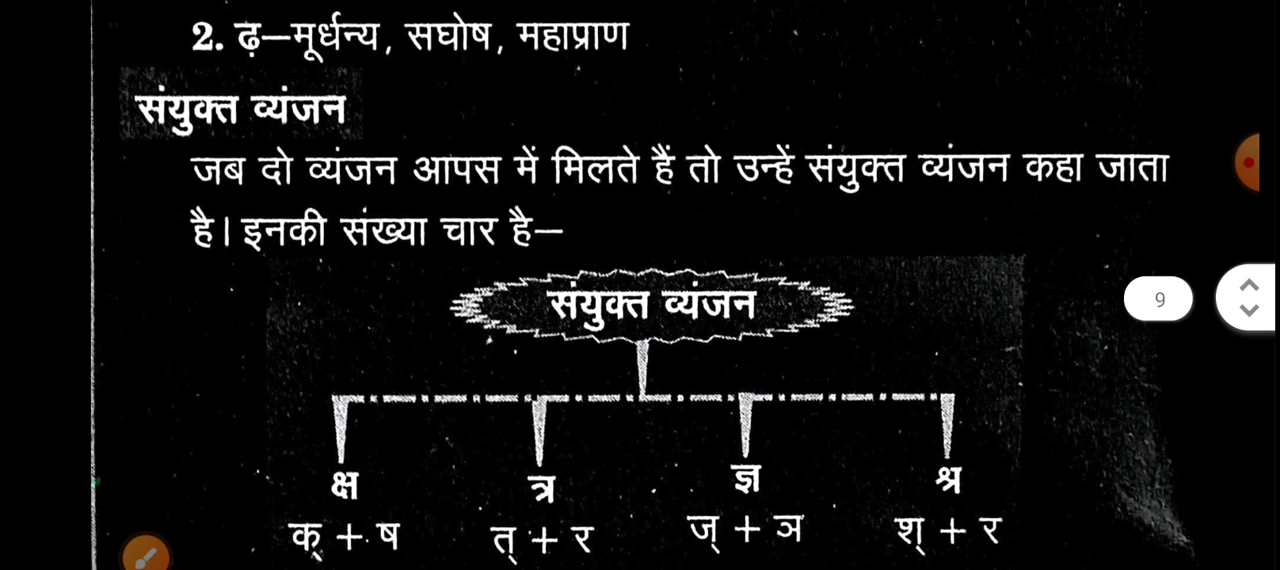 2. ढ़—मूर्धन्य, सघोष, महाप्राण
संयुक्त व्यंजन
जब दो व्यंजन आपस में मिलते हैं तो उन्हें संयुक्त व्यंजन कहा जाता
है। इनकी संख्या चार है—
संयुक्त व्यंजन
9
क्ष त्र ज्ञ श्र
क् + ष त् + र ज् + ञ श् + र